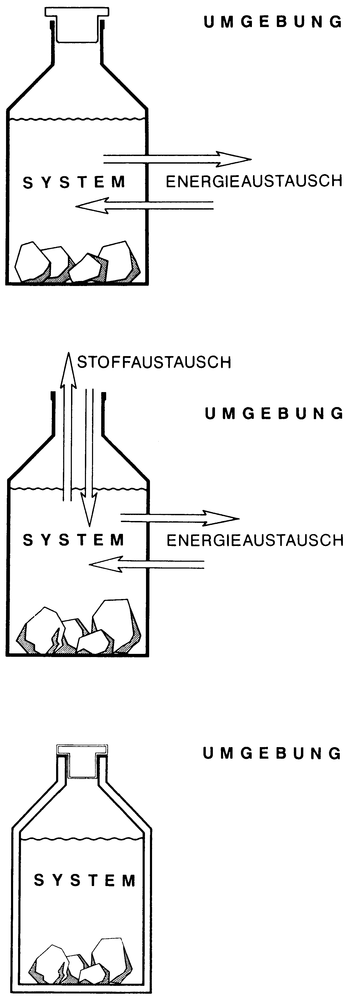 UMGEBUNG
SYSTEM
ENERGIEAUSTAUSCH
STOFFAUSTAUSCH
UMGEBUNG
SYSTEM
ENERGIEAUSTAUSCH
UMGEBUNG
SYSTEM